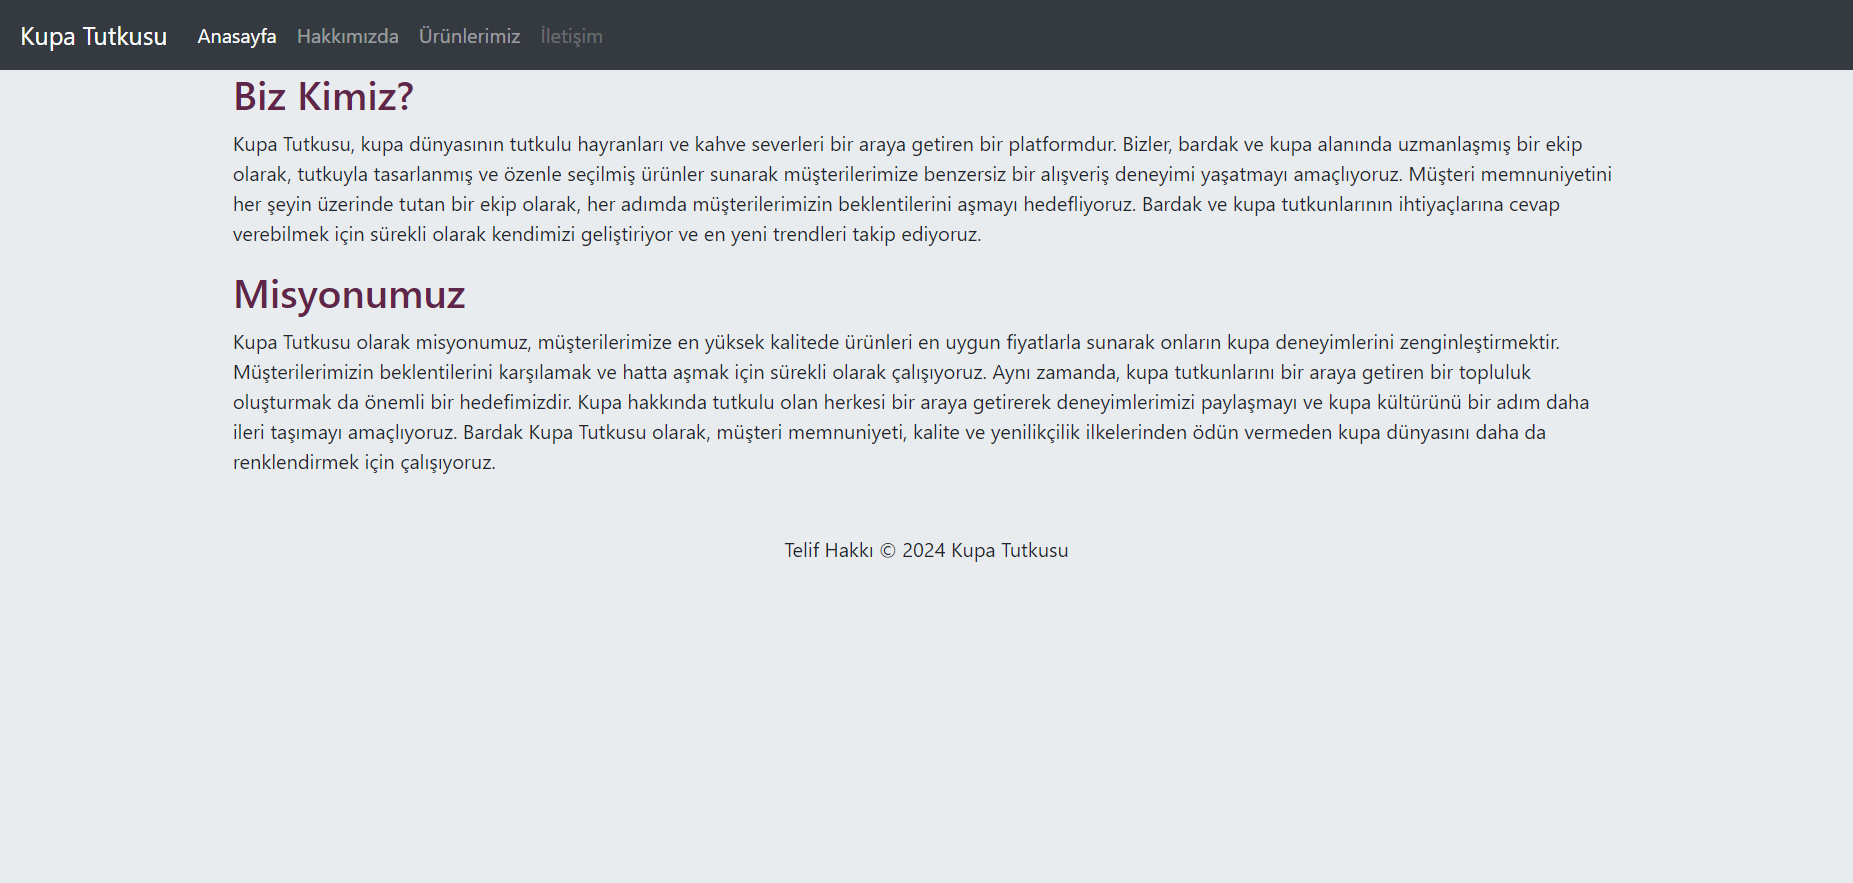 Kupa Tutkusu Anasayfa Hakkımızda Ürünlerimiz İletişim
Biz Kimiz?
Kupa Tutkusu, kupa dünyasının tutkulu hayranları ve kahve severleri bir araya getiren bir platformdur. Bizler, bardak ve kupa alanında uzmanlaşmış bir ekip
olarak, tutkuyla tasarlanmış ve özenle seçilmiş ürünler sunarak müşterilerimize benzersiz bir alışveriş deneyimi yaşatmayı amaçlıyoruz. Müşteri memnuniyetini
her şeyin üzerinde tutan bir ekip olarak, her adımda müşterilerimizin beklentilerini aşmayı hedefliyoruz. Bardak ve kupa tutkunlarının ihtiyaçlarına cevap
verebilmek için sürekli olarak kendimizi geliştiriyor ve en yeni trendleri takip ediyoruz.
Misyonumuz
Kupa Tutkusu olarak misyonumuz, müşterilerimize en yüksek kalitede ürünleri en uygun fiyatlarla sunarak onların kupa deneyimlerini zenginleştirmektir.
Müşterilerimizin beklentilerini karşılamak ve hatta aşmak için sürekli olarak çalışıyoruz. Aynı zamanda, kupa tutkunlarını bir araya getiren bir topluluk
oluşturmak da önemli bir hedefimizdir. Kupa hakkında tutkulu olan herkesi bir araya getirerek deneyimlerimizi paylaşmayı ve kupa kültürünü bir adım daha
ileri taşımayı amaçlıyoruz. Bardak Kupa Tutkusu olarak, müşteri memnuniyeti, kalite ve yenilikçilik ilkelerinden ödün vermeden kupa dünyasını daha da
renklendirmek için çalışıyoruz.
Telif Hakkı © 2024 Kupa Tutkusu